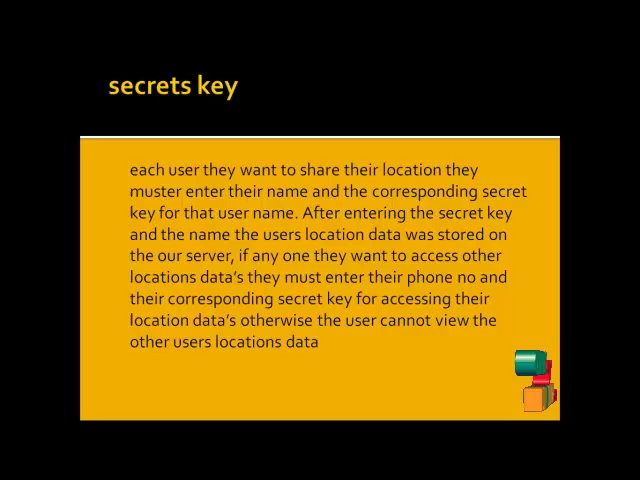 secrets key
each user they want to share their location they
muster enter their name and the corresponding secret
key for that user name. After entering the secret key
and the name the users location data was stored on
the our server, if any one they want to access other
locations data's they must enter their phone no and
their corresponding secret key for accessing their
location data's otherwise the user cannot view the
other users locations data